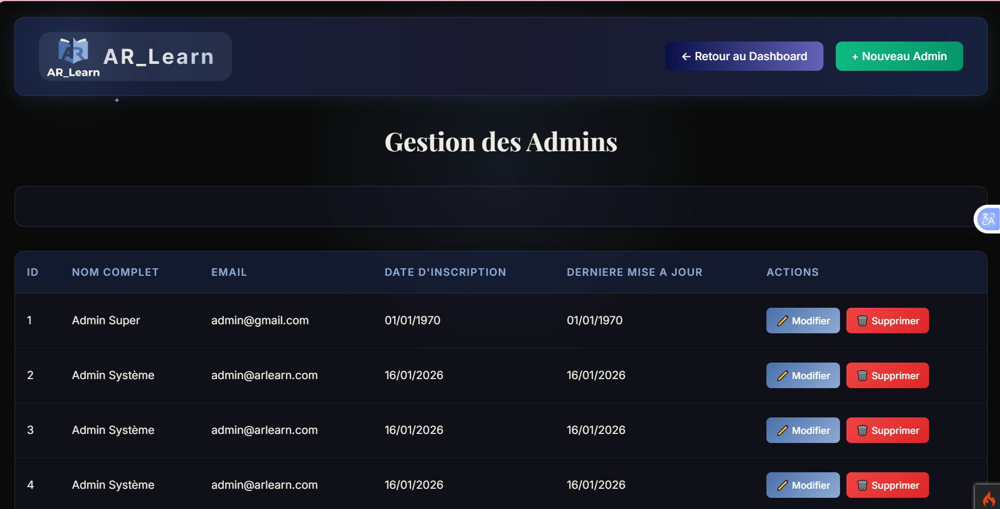 AR_Learn
AR_Learn
← Retour au Dashboard
+ Nouveau Admin
Gestion des Admins
ID NOM COMPLET EMAIL DATE D'INSCRIPTION DERNIERE MISE A JOUR ACTIONS
1 Admin Super admin@gmail.com 01/01/1970 01/01/1970 Modifier Supprimer
2 Admin Système admin@arlearn.com 16/01/2026 16/01/2026 Modifier Supprimer
3 Admin Système admin@arlearn.com 16/01/2026 16/01/2026 Modifier Supprimer
4 Admin Système admin@arlearn.com 16/01/2026 16/01/2026 Modifier Supprimer